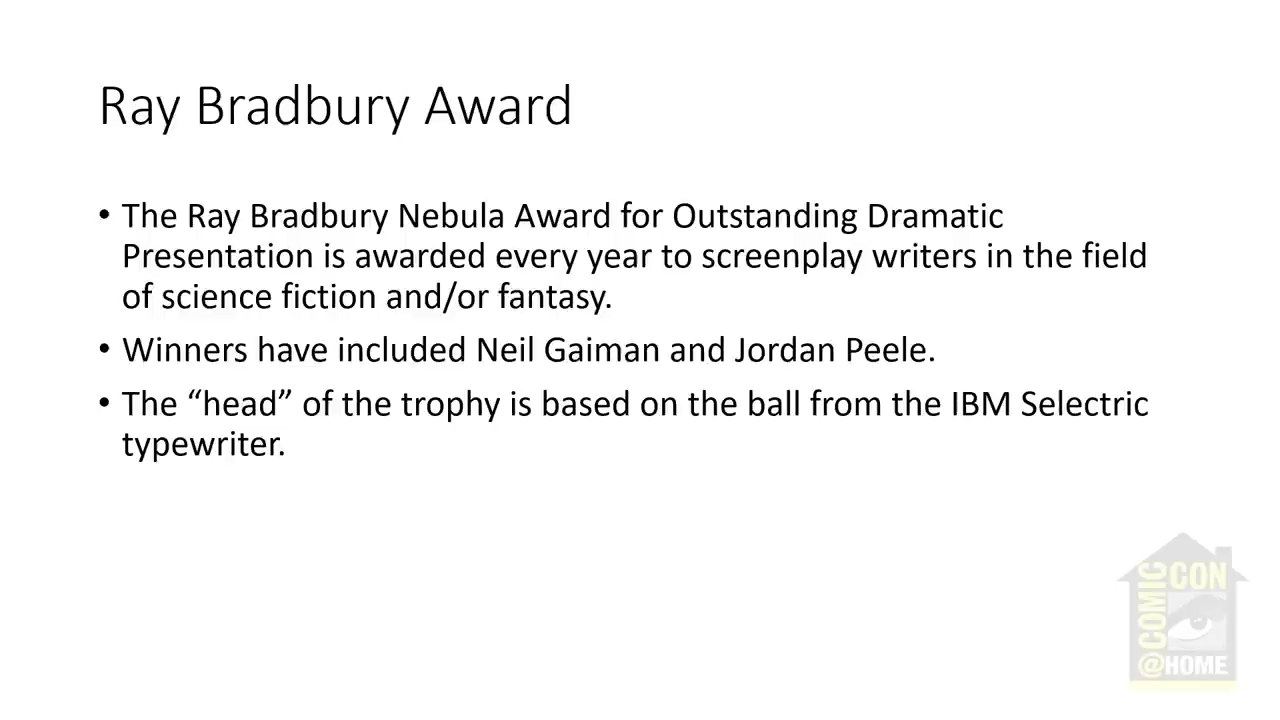 Ray Bradbury Award
• The Ray Bradbury Nebula Award for Outstanding Dramatic
Presentation is awarded every year to screenplay writers in the field
of science fiction and/or fantasy.
• Winners have included Neil Gaiman and Jordan Peele.
• The “head” of the trophy is based on the ball from the IBM Selectric
typewriter.
COMIC
CON
@HOME